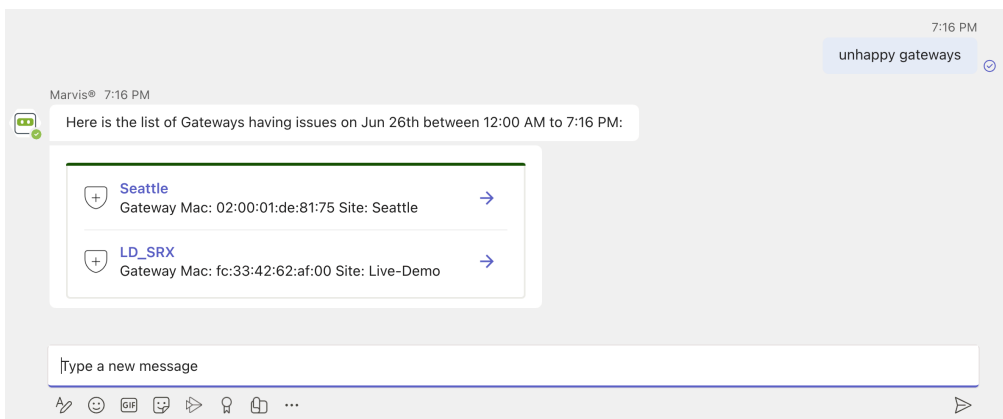 7:16 PM
unhappy gateways
Marvis® 7:16 PM
Here is the list of Gateways having issues on Jun 26th between 12:00 AM to 7:16 PM:
Seattle
Gateway Mac: 02:00:01:de:81:75 Site: Seattle
LD_SRX
Gateway Mac: fc:33:42:62:af:00 Site: Live-Demo
Type a new message
GIF